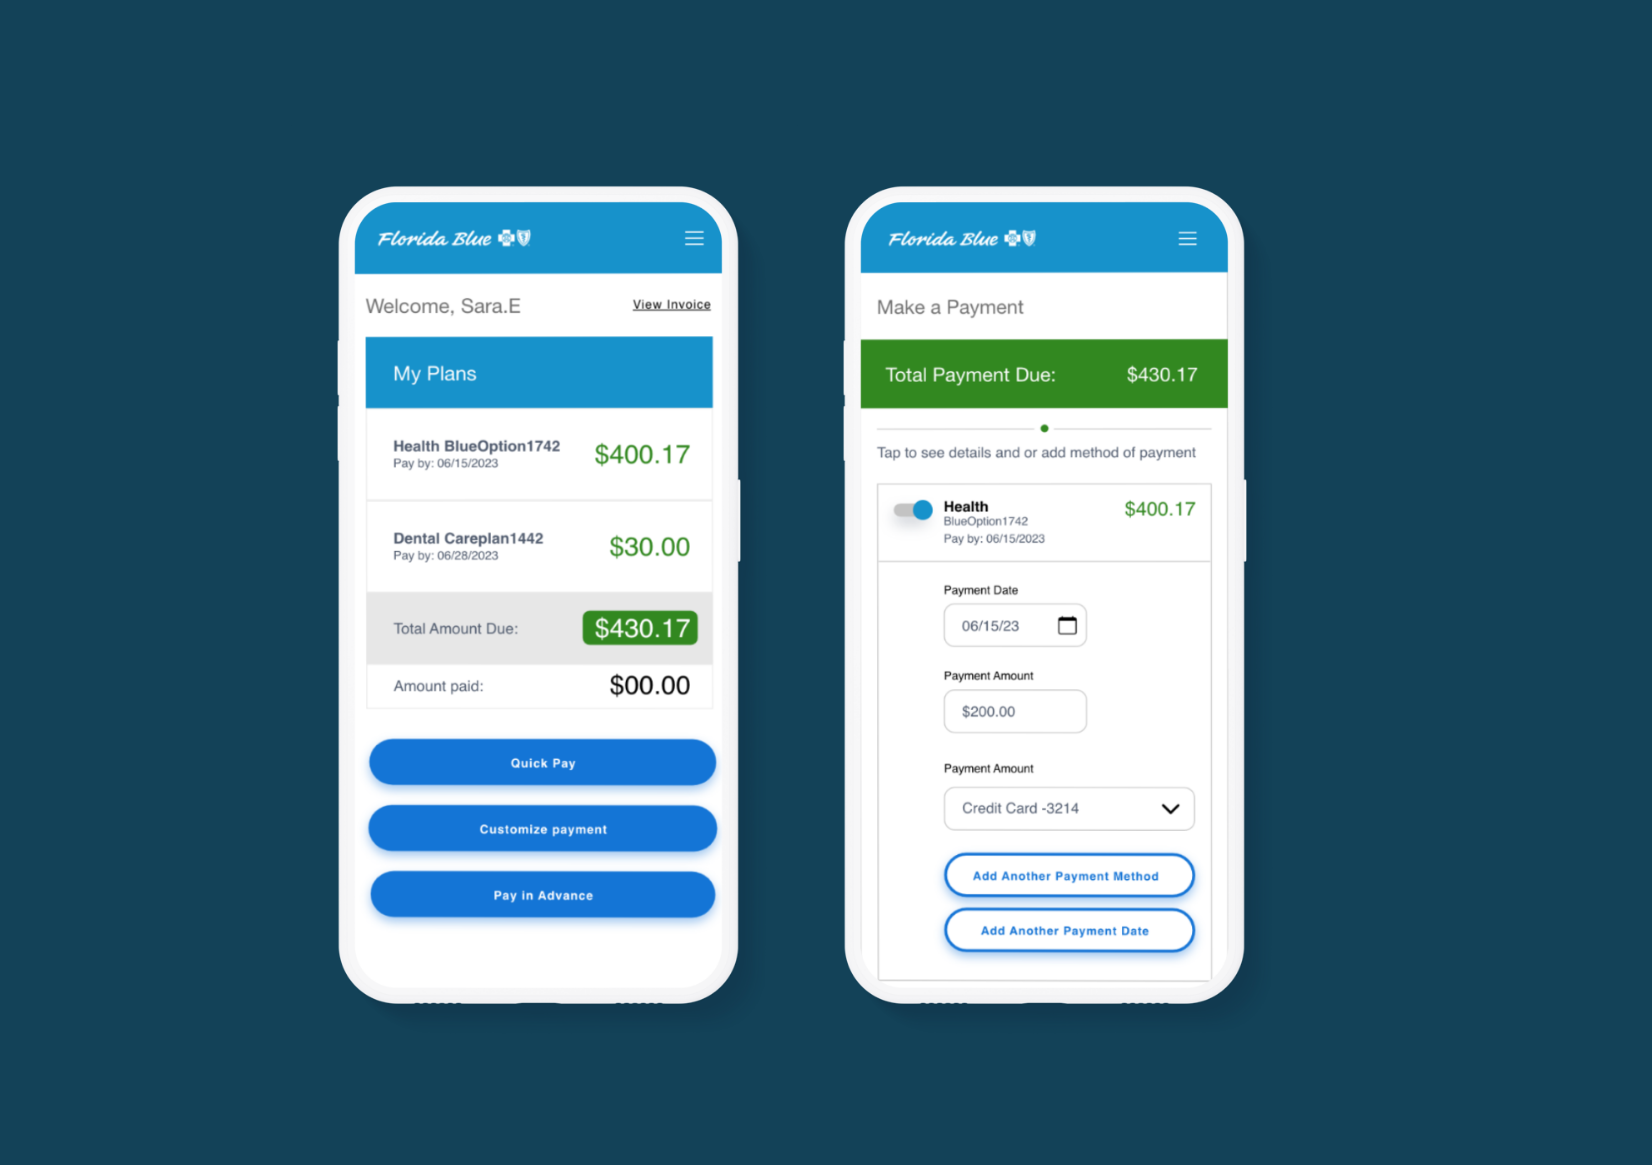 Florida Blue
Welcome, Sara.E
View Invoice
My Plans
Health BlueOption1742
Pay by: 06/15/2023
$400.17
Dental Careplan1442
Pay by: 06/28/2023
$30.00
Total Amount Due:
$430.17
Amount paid:
$00.00
Quick Pay
Customize payment
Pay in Advance
Florida Blue
Make a Payment
Total Payment Due:
$430.17
Tap to see details and or add method of payment
Health
BlueOption1742
Pay by: 06/15/2023
$400.17
Payment Date
06/15/23
Payment Amount
$200.00
Payment Amount
Credit Card -3214
Add Another Payment Method
Add Another Payment Date